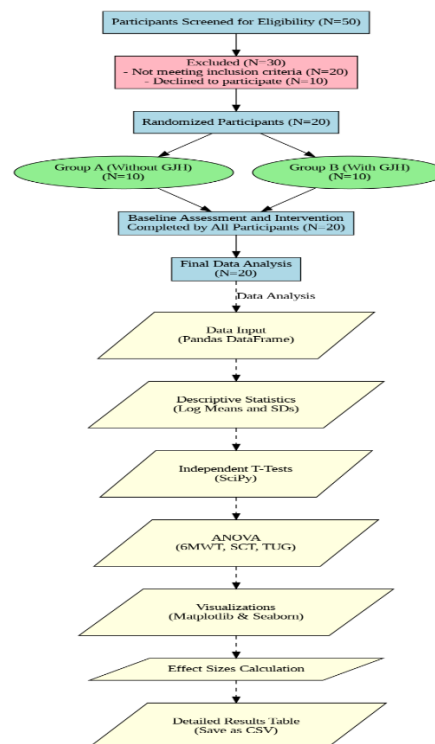 Participants Screened for Eligibility (N=50)
Excluded (N=30)
- Not meeting inclusion criteria (N=20)
- Declined to participate (N=10)
Randomized Participants (N=20)
Group A (Without GJH)
(N=10)
Group B (With GJH)
(N=10)
Baseline Assessment and Intervention
Completed by All Participants (N=20)
Final Data Analysis
(N=20)
Data Analysis
Data Input
(Pandas DataFrame)
Descriptive Statistics
(Log Means and SDs)
Independent T-Tests
(SciPy)
ANOVA
(6MWT, SCT, TUG)
Visualizations
(Matplotlib & Seaborn)
Effect Sizes Calculation
Detailed Results Table
(Save as CSV)